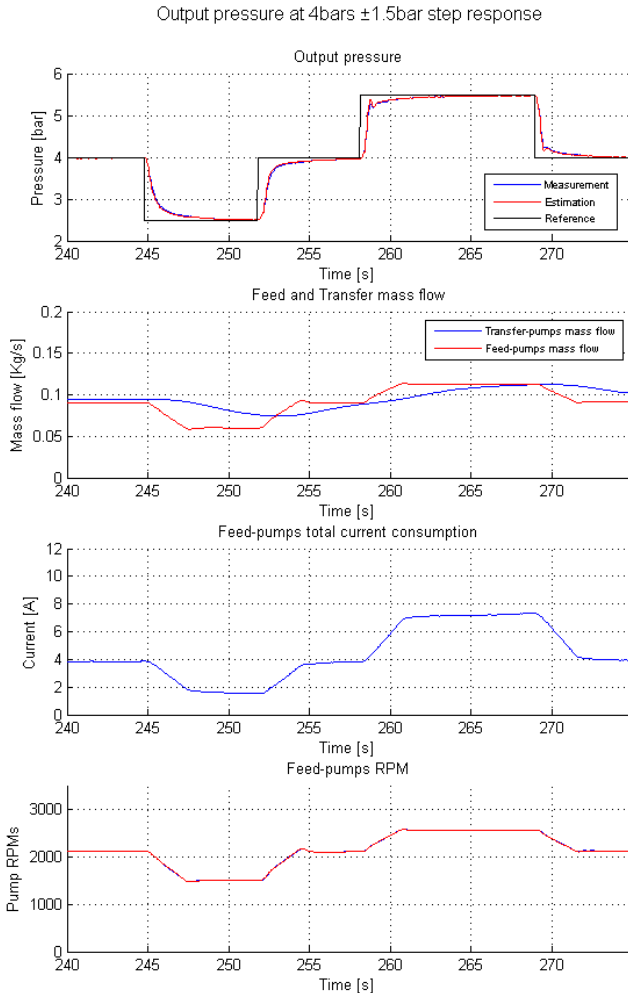 Output pressure at 4bars ±1.5bar step response
Output pressure
Pressure [bar]
6
5
4
3
2
Measurement
Estimation
Reference
240 245 250 255 260 265 270
Time [s]
Feed and Transfer mass flow
Mass flow [Kg/s]
0.2
0.15
0.1
0.05
0
Transfer-pumps mass flow
Feed-pumps mass flow
240 245 250 255 260 265 270
Time [s]
Feed-pumps total current consumption
Current [A]
12
10
8
6
4
2
0
240 245 250 255 260 265 270
Time [s]
Feed-pumps RPM
Pump RPMs
3000
2000
1000
0
240 245 250 255 260 265 270
Time [s]